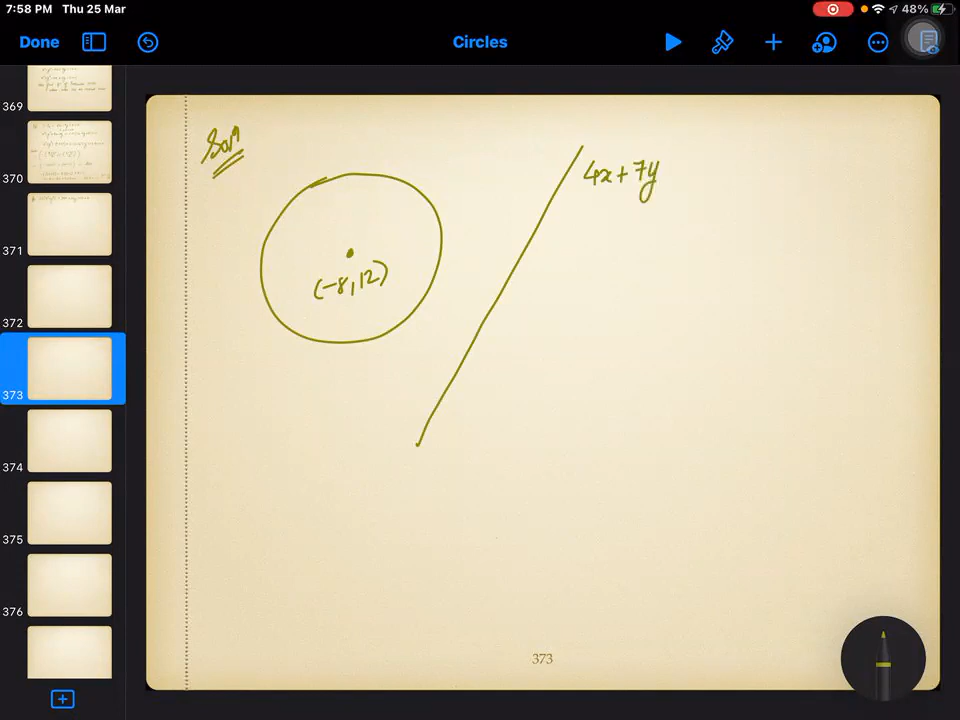 7:58 PM Thu 25 Mar
48%
Done
Circles
369
370
371
372
373
374
375
376
Solⁿ
4x+7y
(-8,12)
373